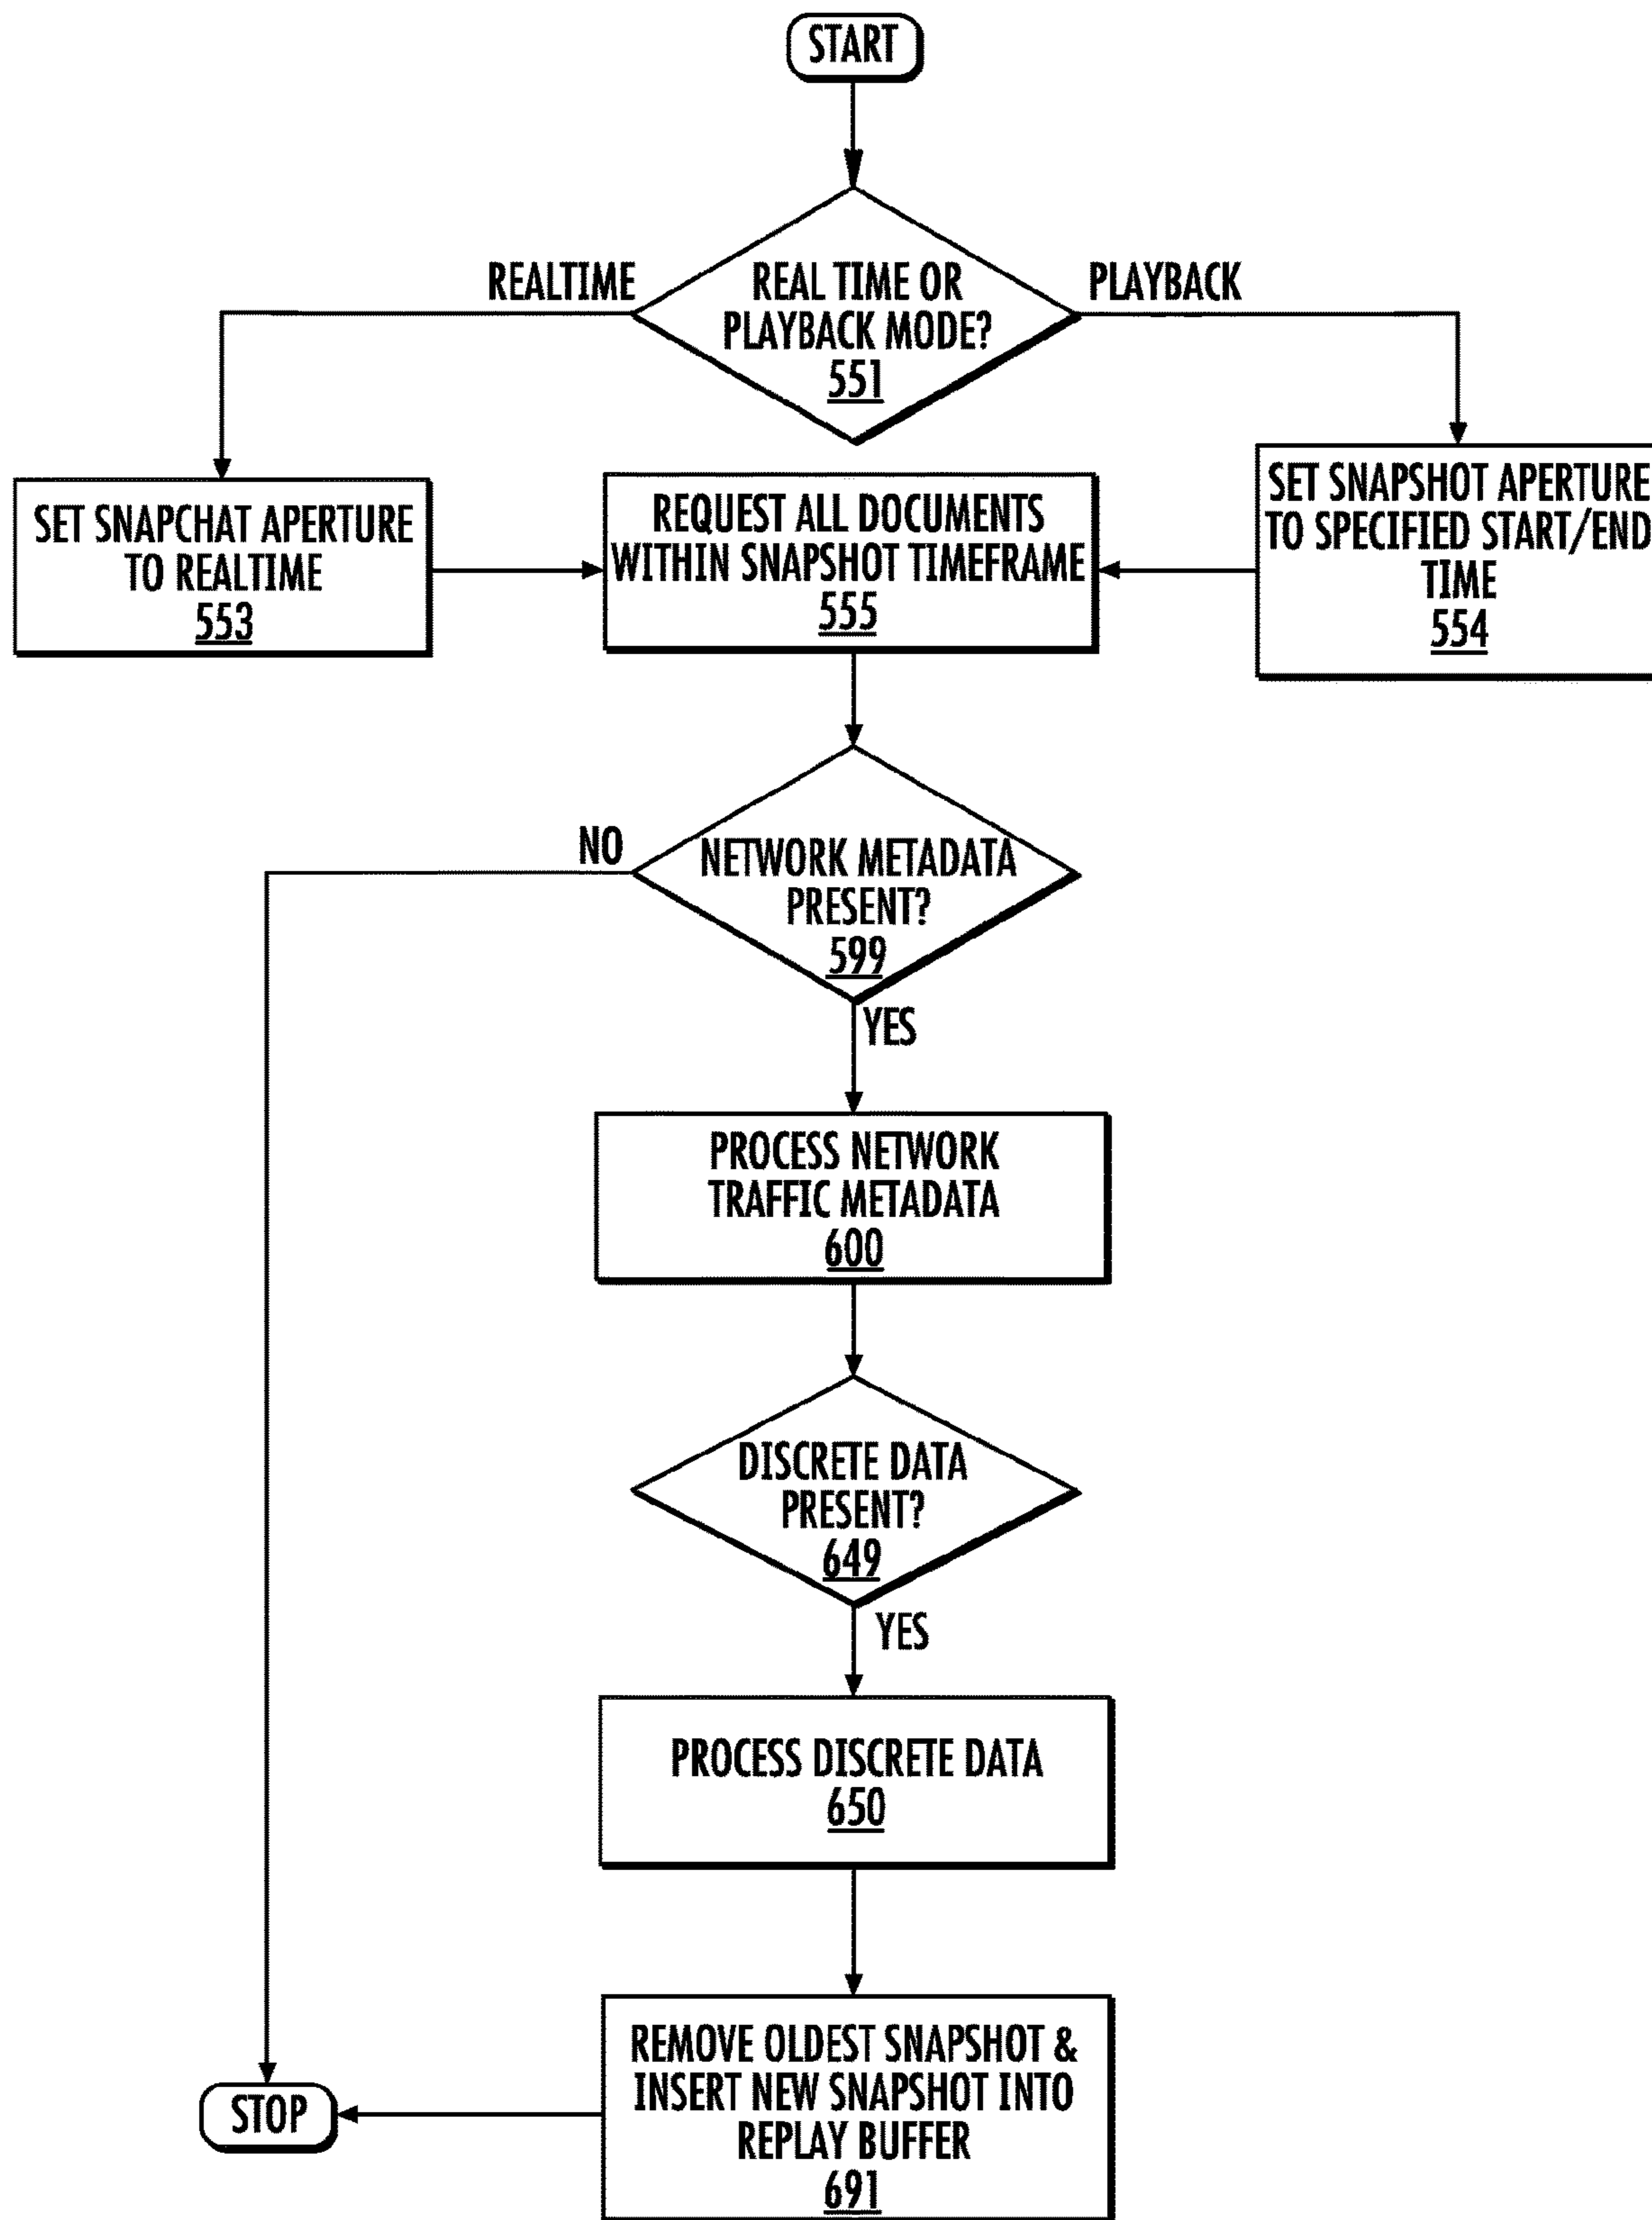 START
REALTIME
REAL TIME OR
PLAYBACK MODE?
551
PLAYBACK
SET SNAPCHAT APERTURE
TO REALTIME
553
REQUEST ALL DOCUMENTS
WITHIN SNAPSHOT TIMEFRAME
555
SET SNAPSHOT APERTURE
TO SPECIFIED START/END
TIME
554
NO
NETWORK METADATA
PRESENT?
599
YES
PROCESS NETWORK
TRAFFIC METADATA
600
DISCRETE DATA
PRESENT?
649
YES
PROCESS DISCRETE DATA
650
REMOVE OLDEST SNAPSHOT &
INSERT NEW SNAPSHOT INTO
REPLAY BUFFER
691
STOP